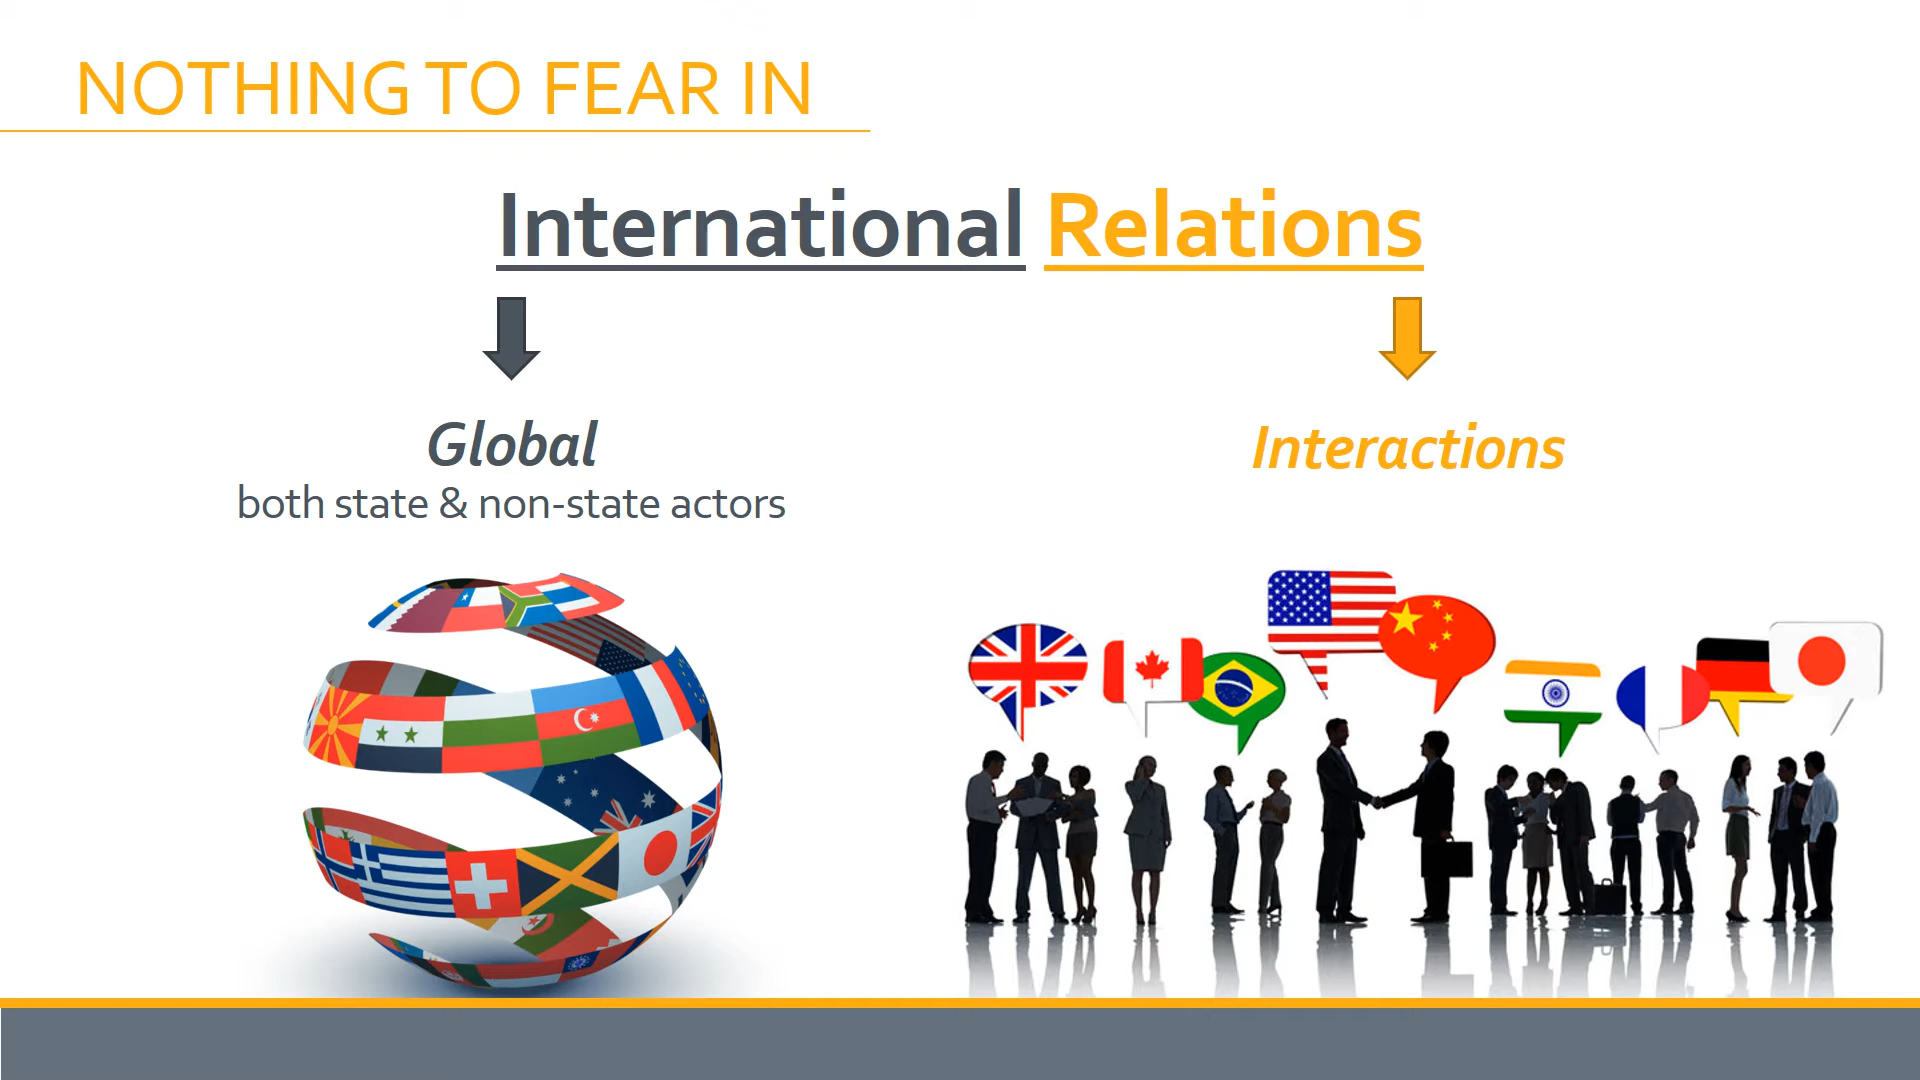 NOTHING TO FEAR IN
International Relations
Global
both state & non-state actors
Interactions